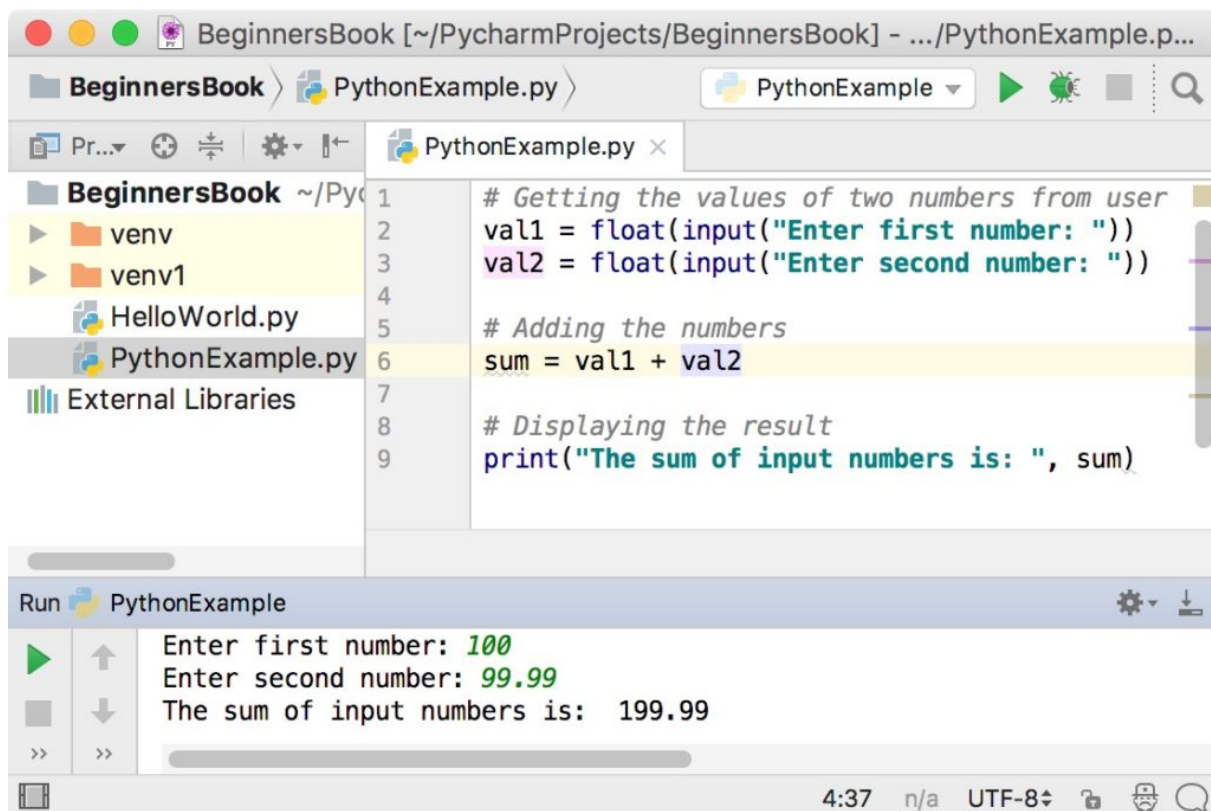 BeginnersBook [~/PycharmProjects/BeginnersBook] - .../PythonExample.p...
BeginnersBook PythonExample.py PythonExample
Pr... PythonExample.py
BeginnersBook ~/Pyc
venv
venv1
HelloWorld.py
PythonExample.py
External Libraries
1 # Getting the values of two numbers from user
2 val1 = float(input("Enter first number: "))
3 val2 = float(input("Enter second number: "))
4
5 # Adding the numbers
6 sum = val1 + val2
7
8 # Displaying the result
9 print("The sum of input numbers is: ", sum)
Run PythonExample
Enter first number: 100
Enter second number: 99.99
The sum of input numbers is:  199.99
4:37 n/a UTF-8